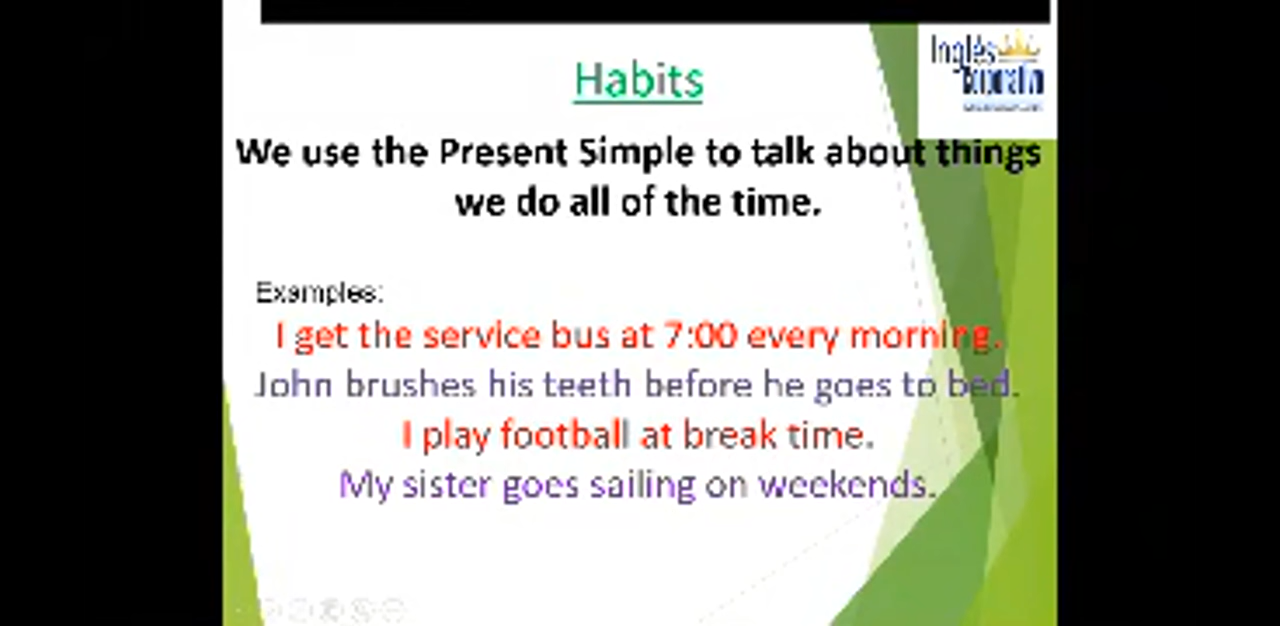 Inglés
Corporativo
Habits
We use the Present Simple to talk about things
we do all of the time.
Examples:
I get the service bus at 7:00 every morning.
John brushes his teeth before he goes to bed.
I play football at break time.
My sister goes sailing on weekends.